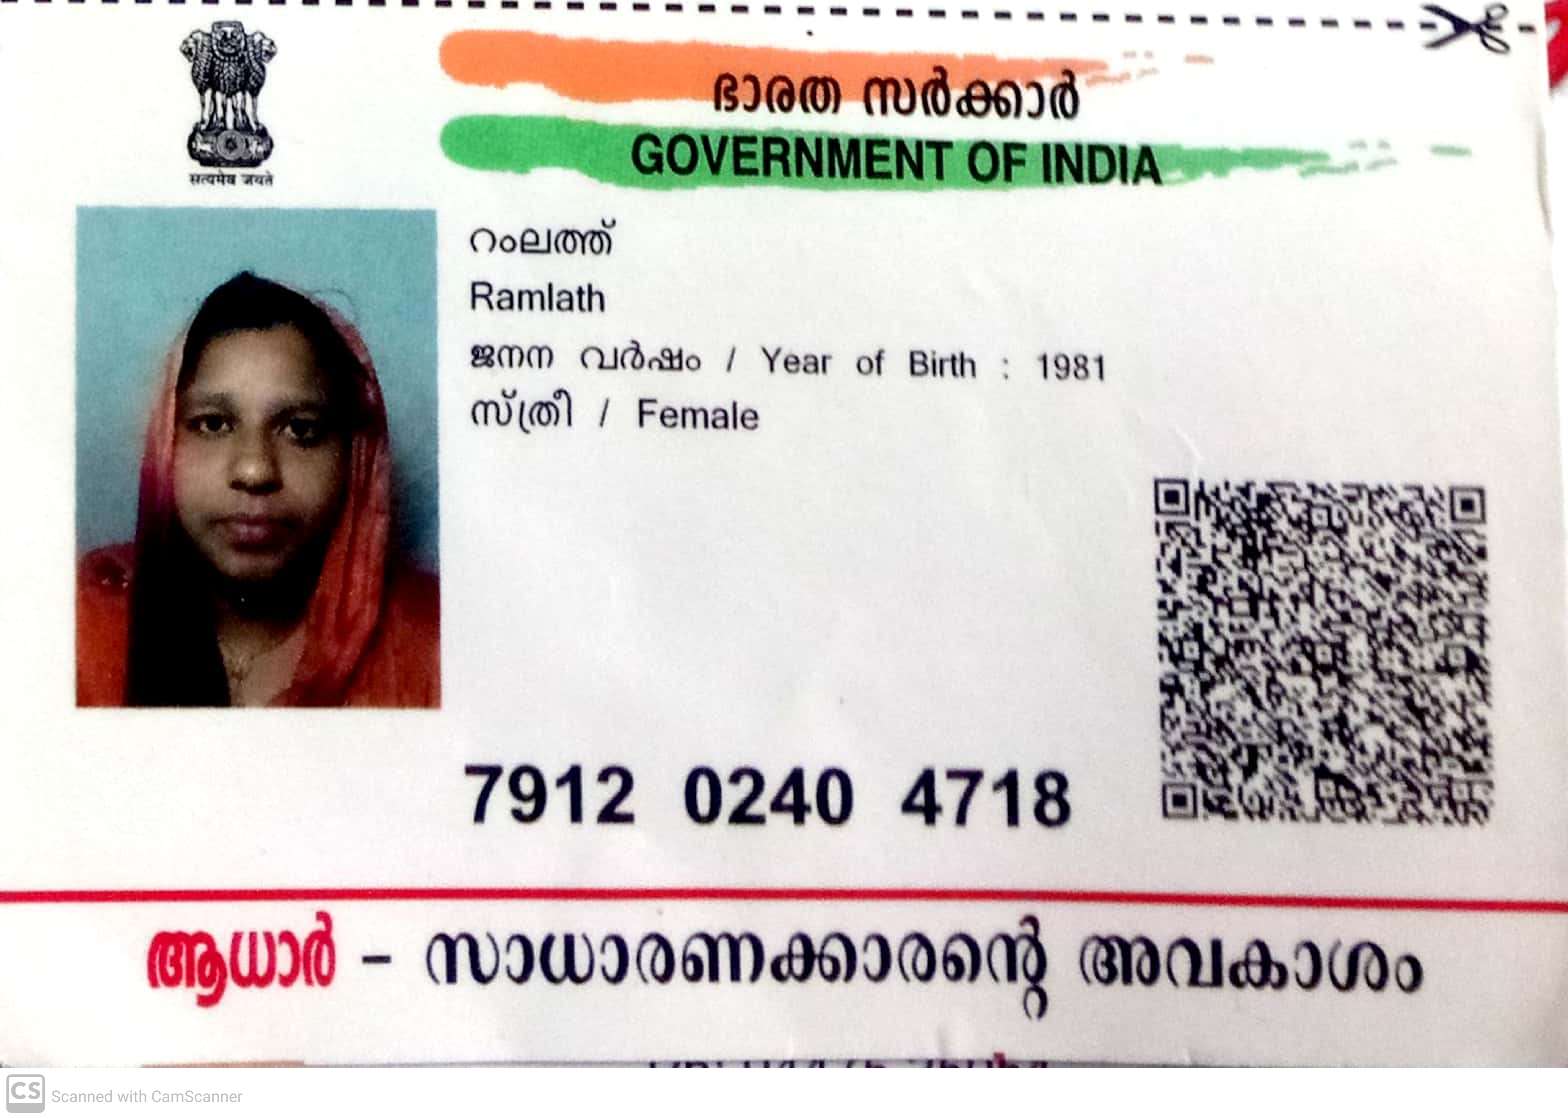 ഭാരത സർക്കാർ
GOVERNMENT OF INDIA
सत्यमेव जयते
റംലത്ത്
Ramlath
ജനന വർഷം / Year of Birth : 1981
സ്ത്രീ / Female
7912 0240 4718
ആധാർ – സാധാരണക്കാരന്റെ അവകാശം
CS Scanned with CamScanner